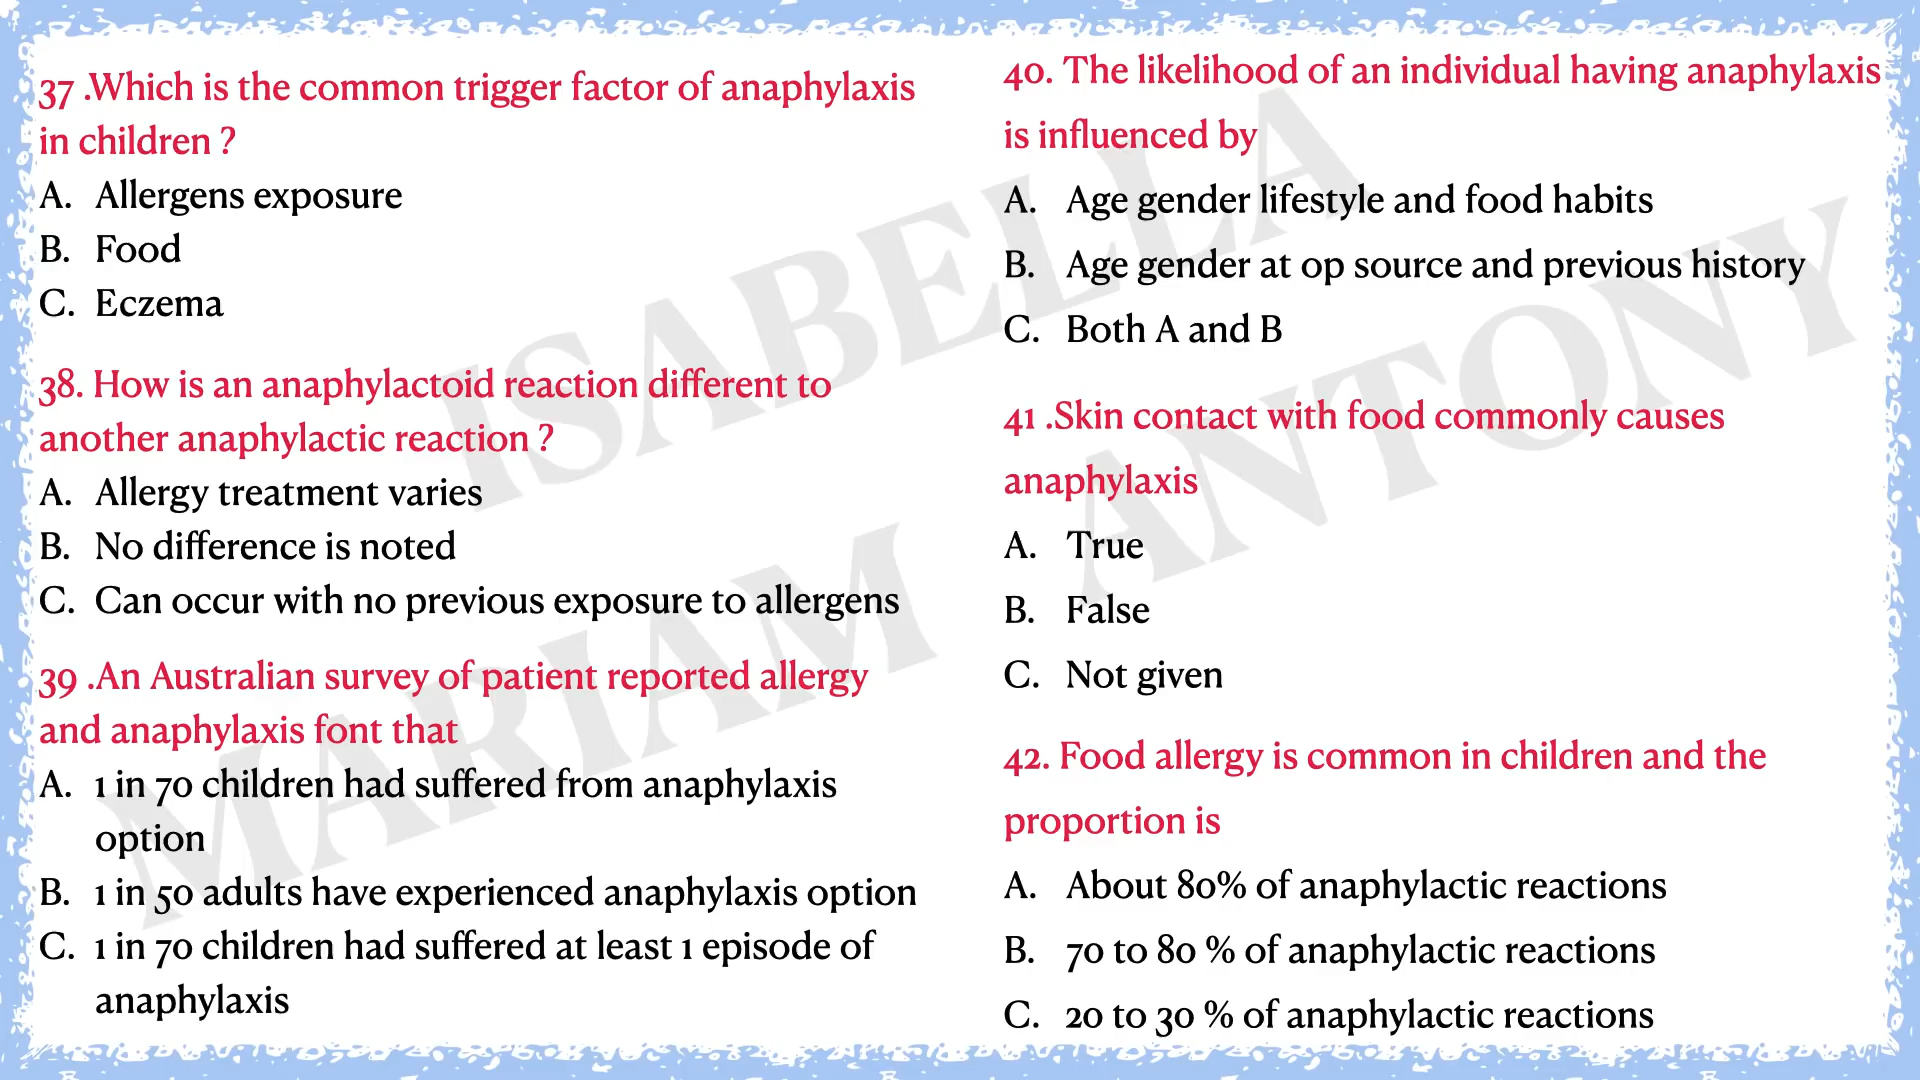 37 .Which is the common trigger factor of anaphylaxis
in children ?
A. Allergens exposure
B. Food
C. Eczema
38. How is an anaphylactoid reaction different to
another anaphylactic reaction ?
A. Allergy treatment varies
B. No difference is noted
C. Can occur with no previous exposure to allergens
39 .An Australian survey of patient reported allergy
and anaphylaxis font that
A. 1 in 70 children had suffered from anaphylaxis
option
B. 1 in 50 adults have experienced anaphylaxis option
C. 1 in 70 children had suffered at least 1 episode of
anaphylaxis
40. The likelihood of an individual having anaphylaxis
is influenced by
A. Age gender lifestyle and food habits
B. Age gender at op source and previous history
C. Both A and B
41 .Skin contact with food commonly causes
anaphylaxis
A. True
B. False
C. Not given
42. Food allergy is common in children and the
proportion is
A. About 80% of anaphylactic reactions
B. 70 to 80 % of anaphylactic reactions
C. 20 to 30 % of anaphylactic reactions
ISABELLA
MARIAM ANTONY